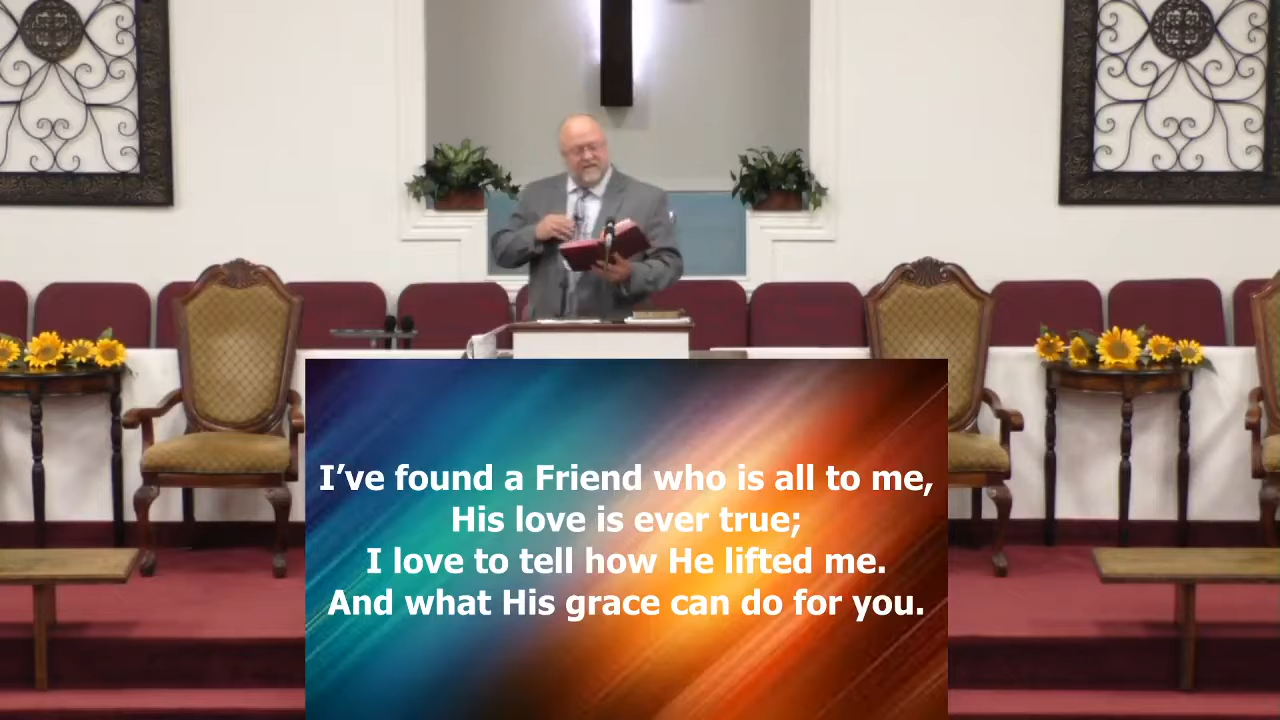 I’ve found a Friend who is all to me,
His love is ever true;
I love to tell how He lifted me.
And what His grace can do for you.